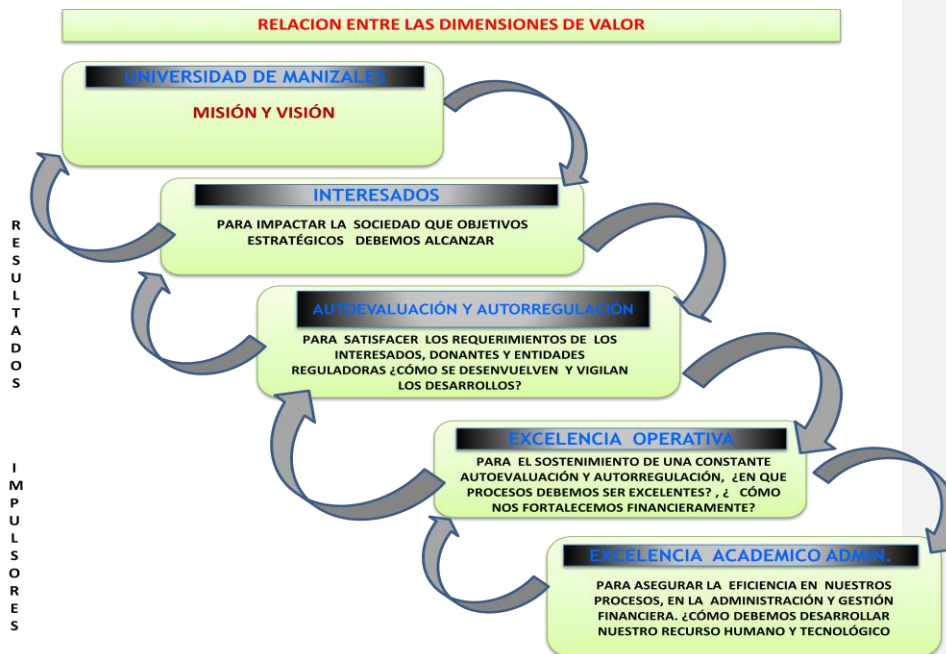 RELACION ENTRE LAS DIMENSIONES DE VALOR
UNIVERSIDAD DE MANIZALES
MISIÓN Y VISIÓN
INTERESADOS
PARA IMPACTAR LA SOCIEDAD QUE OBJETIVOS
ESTRATÉGICOS DEBEMOS ALCANZAR
AUTOEVALUACIÓN Y AUTORREGULACIÓN
PARA SATISFACER LOS REQUERIMIENTOS DE LOS
INTERESADOS, DONANTES Y ENTIDADES
REGULADORAS ¿CÓMO SE DESENVUELVEN Y VIGILAN
LOS DESARROLLOS?
EXCELENCIA OPERATIVA
PARA EL SOSTENIMIENTO DE UNA CONSTANTE
AUTOEVALUACIÓN Y AUTORREGULACIÓN, ¿EN QUE
PROCESOS DEBEMOS SER EXCELENTES? , ¿ CÓMO
NOS FORTALECEMOS FINANCIERAMENTE?
EXCELENCIA ACADEMICO ADMIN.
PARA ASEGURAR LA EFICIENCIA EN NUESTROS
PROCESOS, EN LA ADMINISTRACIÓN Y GESTIÓN
FINANCIERA. ¿CÓMO DEBEMOS DESARROLLAR
NUESTRO RECURSO HUMANO Y TECNOLÓGICO
RESULTADOS
IMPULSORES